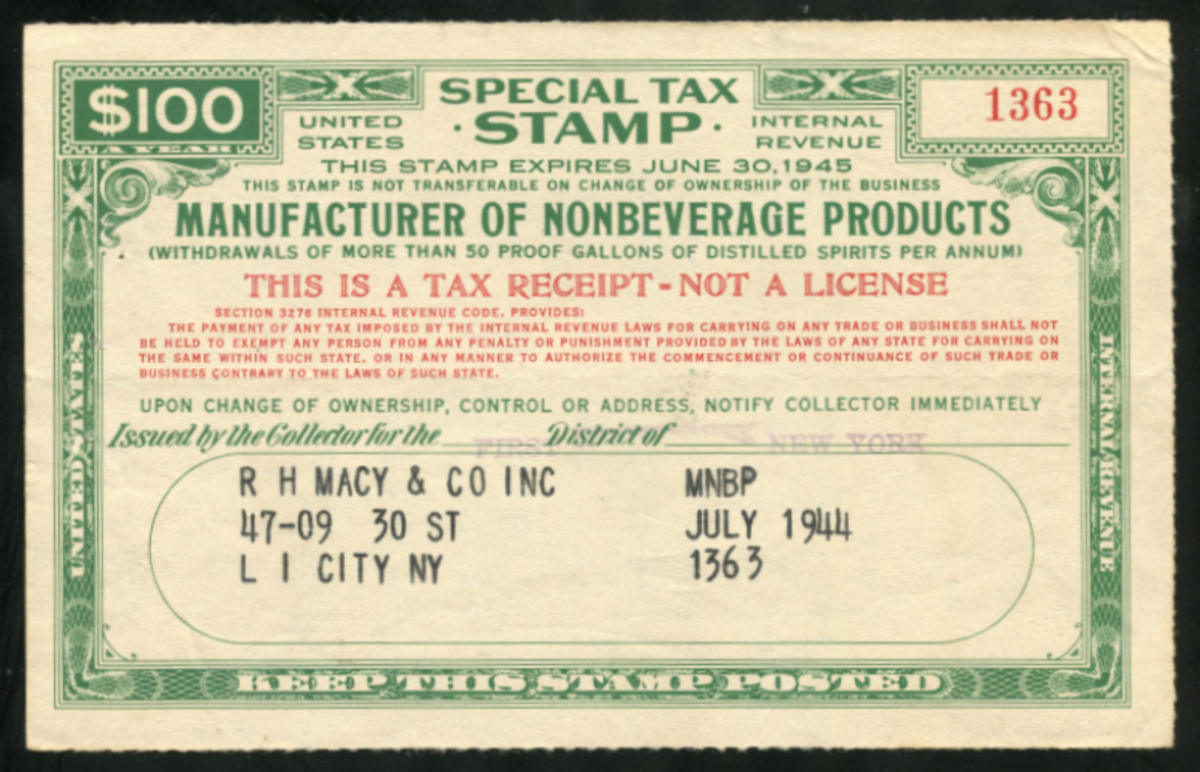 $100
A YEAR
UNITED STATES
SPECIAL TAX
· STAMP ·
INTERNAL REVENUE
1363
THIS STAMP EXPIRES JUNE 30, 1945
THIS STAMP IS NOT TRANSFERABLE ON CHANGE OF OWNERSHIP OF THE BUSINESS
MANUFACTURER OF NONBEVERAGE PRODUCTS
(WITHDRAWALS OF MORE THAN 50 PROOF GALLONS OF DISTILLED SPIRITS PER ANNUM)
THIS IS A TAX RECEIPT - NOT A LICENSE
SECTION 3276 INTERNAL REVENUE CODE, PROVIDES:
THE PAYMENT OF ANY TAX IMPOSED BY THE INTERNAL REVENUE LAWS FOR CARRYING ON ANY TRADE OR BUSINESS SHALL NOT
BE HELD TO EXEMPT ANY PERSON FROM ANY PENALTY OR PUNISHMENT PROVIDED BY THE LAWS OF ANY STATE FOR CARRYING ON
THE SAME WITHIN SUCH STATE, OR IN ANY MANNER TO AUTHORIZE THE COMMENCEMENT OR CONTINUANCE OF SUCH TRADE OR
BUSINESS CONTRARY TO THE LAWS OF SUCH STATE.
UPON CHANGE OF OWNERSHIP, CONTROL OR ADDRESS, NOTIFY COLLECTOR IMMEDIATELY
Issued by the Collector for the FIRST District of NEW YORK
R H MACY & CO INC MNBP
47-09 30 ST JULY 1944
L I CITY NY 1363
UNITED STATES
INTERNAL REVENUE
KEEP THIS STAMP POSTED